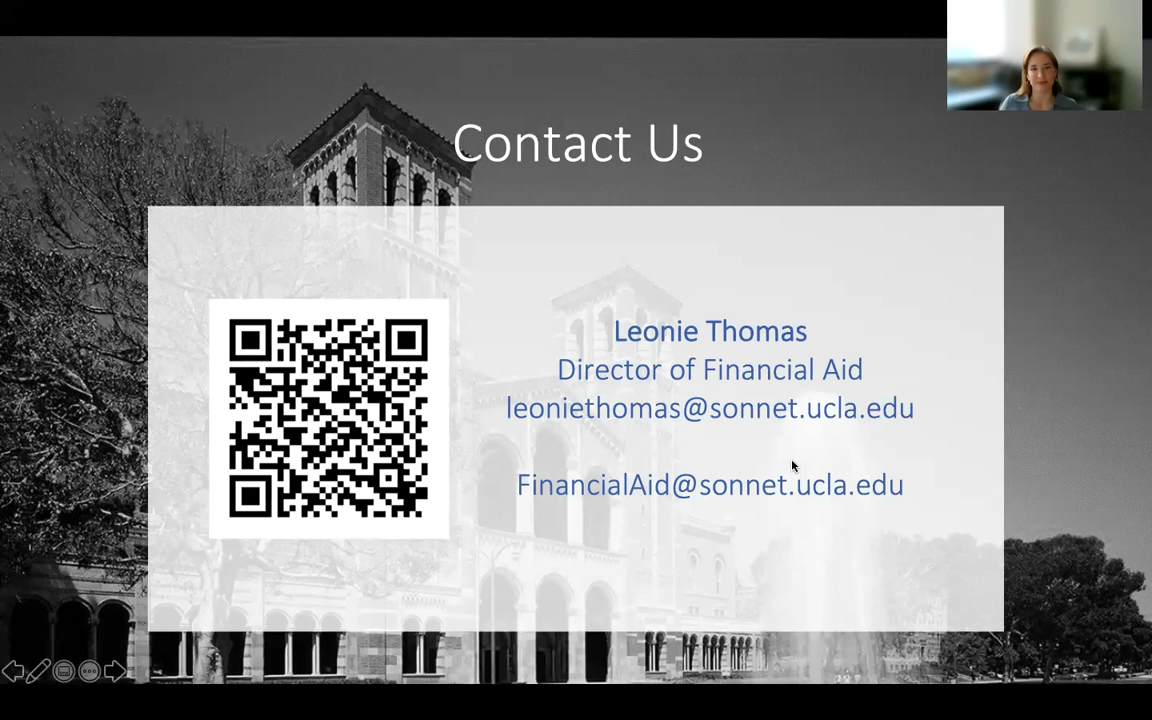 Contact Us
Leonie Thomas
Director of Financial Aid
leoniethomas@sonnet.ucla.edu
FinancialAid@sonnet.ucla.edu